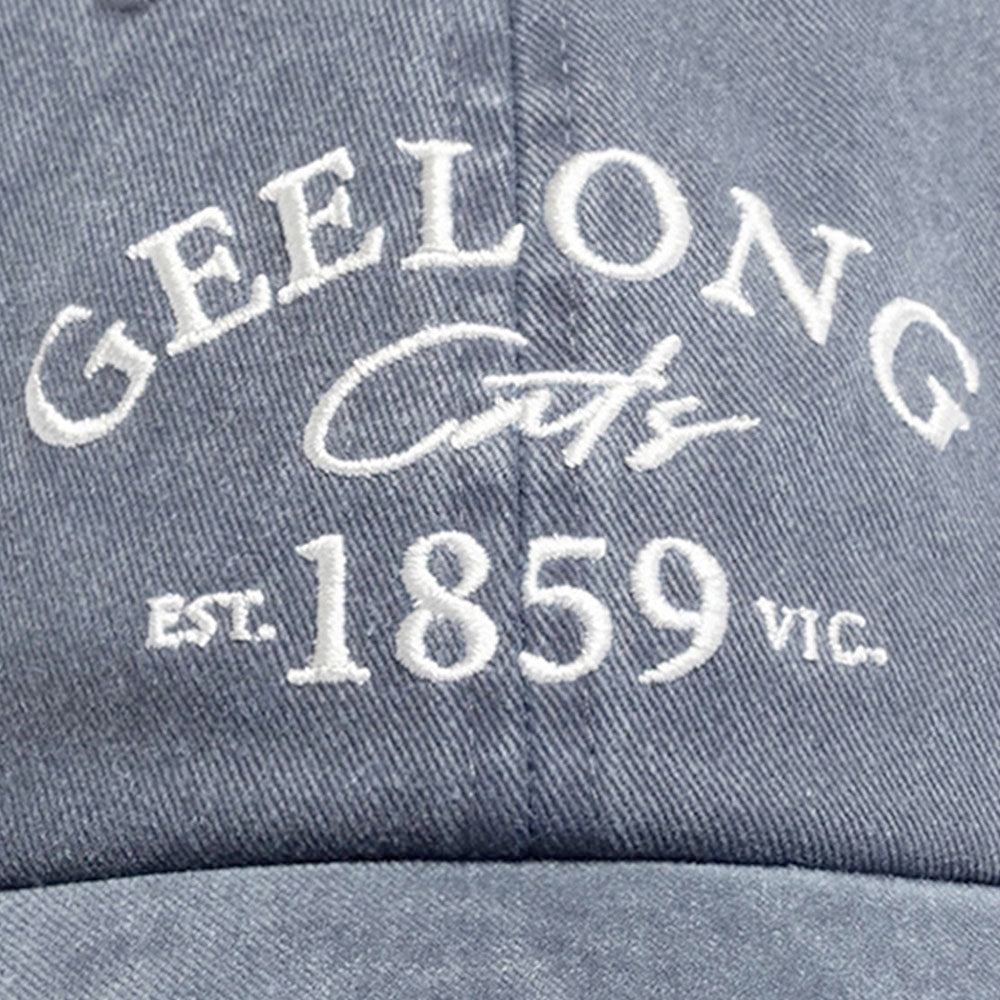 GEELONG
Cats
EST. 1859 VIC.